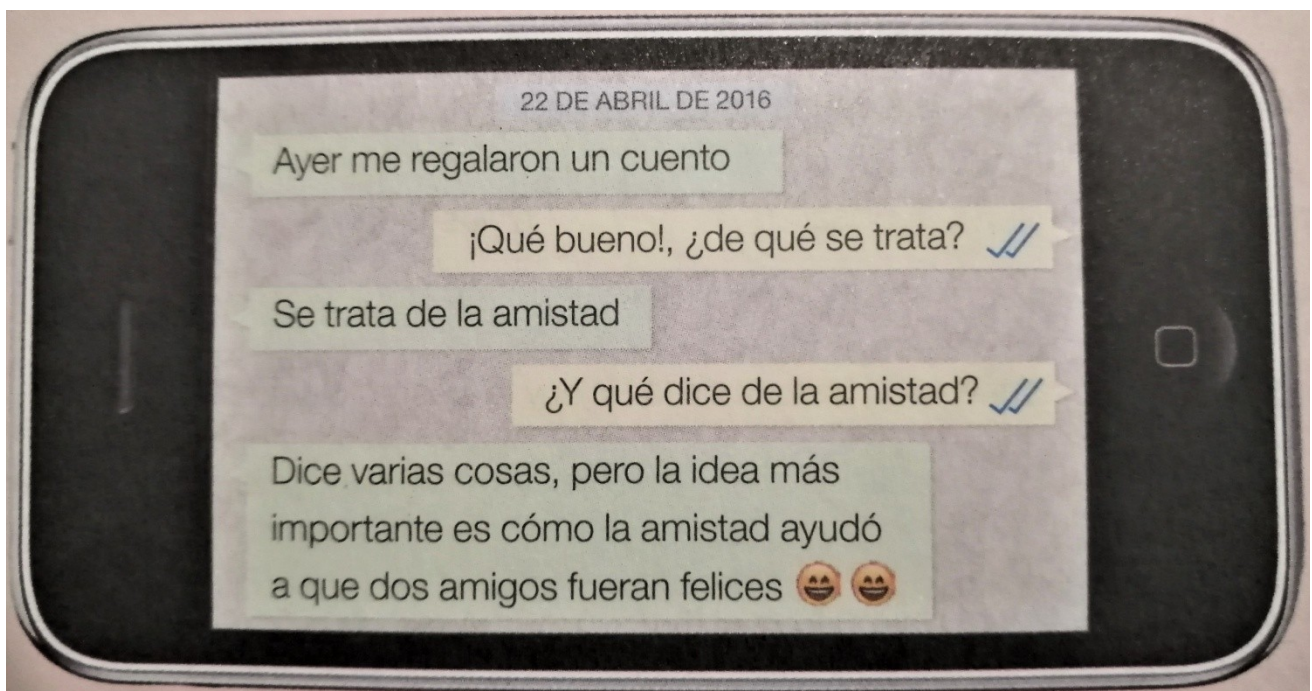 22 DE ABRIL DE 2016
Ayer me regalaron un cuento
¡Qué bueno!, ¿de qué se trata?
Se trata de la amistad
¿Y qué dice de la amistad?
Dice varias cosas, pero la idea más
importante es cómo la amistad ayudó
a que dos amigos fueran felices 😄 😄